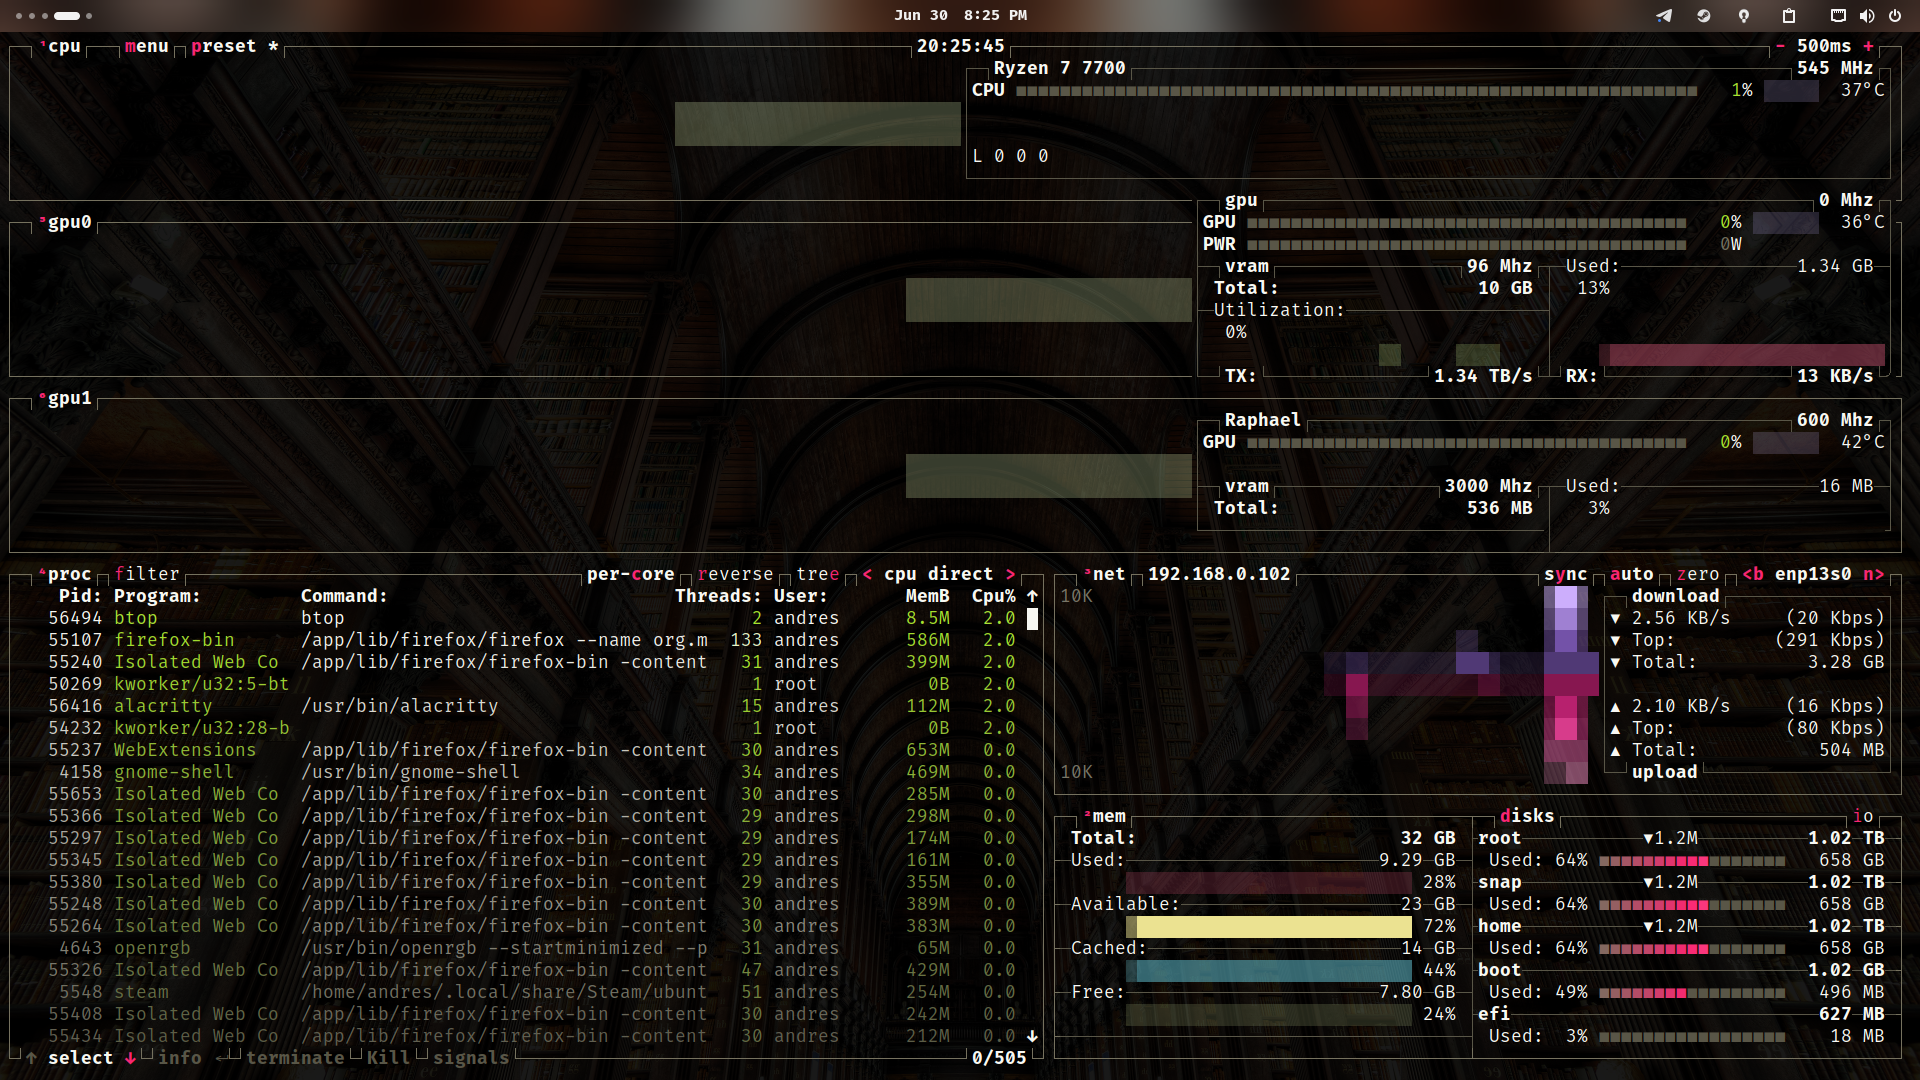 Jun 30  8:25 PM
¹cpu menu preset * 20:25:45 - 500ms +
Ryzen 7 7700 545 MHz
CPU 1% 37°C
L 0 0 0
gpu 0 Mhz
⁵gpu0 GPU 0% 36°C
PWR 0W
vram 96 Mhz Used: 1.34 GB
Total: 10 GB 13%
Utilization:
0%
TX: 1.34 TB/s RX: 13 KB/s
⁶gpu1
Raphael 600 Mhz
GPU 0% 42°C
vram 3000 Mhz Used: 16 MB
Total: 536 MB 3%
⁴proc filter per-core reverse tree < cpu direct >
Pid: Program: Command: Threads: User: MemB Cpu% ↑
56494 btop btop 2 andres 8.5M 2.0
55107 firefox-bin /app/lib/firefox/firefox --name org.m 133 andres 586M 2.0
55240 Isolated Web Co /app/lib/firefox/firefox-bin -content 31 andres 399M 2.0
50269 kworker/u32:5-bt 1 root 0B 2.0
56416 alacritty /usr/bin/alacritty 15 andres 112M 2.0
54232 kworker/u32:28-b 1 root 0B 2.0
55237 WebExtensions /app/lib/firefox/firefox-bin -content 30 andres 653M 0.0
4158 gnome-shell /usr/bin/gnome-shell 34 andres 469M 0.0
55653 Isolated Web Co /app/lib/firefox/firefox-bin -content 30 andres 285M 0.0
55366 Isolated Web Co /app/lib/firefox/firefox-bin -content 29 andres 298M 0.0
55297 Isolated Web Co /app/lib/firefox/firefox-bin -content 29 andres 174M 0.0
55345 Isolated Web Co /app/lib/firefox/firefox-bin -content 29 andres 161M 0.0
55380 Isolated Web Co /app/lib/firefox/firefox-bin -content 29 andres 355M 0.0
55248 Isolated Web Co /app/lib/firefox/firefox-bin -content 30 andres 389M 0.0
55264 Isolated Web Co /app/lib/firefox/firefox-bin -content 30 andres 383M 0.0
4643 openrgb /usr/bin/openrgb --startminimized --p 31 andres 65M 0.0
55326 Isolated Web Co /app/lib/firefox/firefox-bin -content 47 andres 429M 0.0
5548 steam /home/andres/.local/share/Steam/ubunt 51 andres 254M 0.0
55408 Isolated Web Co /app/lib/firefox/firefox-bin -content 30 andres 242M 0.0
55434 Isolated Web Co /app/lib/firefox/firefox-bin -content 30 andres 212M 0.0 ↓
↑ select ↓ info ↵ terminate Kill signals 0/505
³net 192.168.0.102 sync auto zero <b enp13s0 n>
10K download
▼ 2.56 KB/s (20 Kbps)
▼ Top: (291 Kbps)
▼ Total: 3.28 GB
▲ 2.10 KB/s (16 Kbps)
▲ Top: (80 Kbps)
▲ Total: 504 MB
10K upload
²mem
Total: 32 GB
Used: 9.29 GB
28%
Available: 23 GB
72%
Cached: 14 GB
44%
Free: 7.80 GB
24%
disks io
root ▼1.2M 1.02 TB
Used: 64% 658 GB
snap ▼1.2M 1.02 TB
Used: 64% 658 GB
home ▼1.2M 1.02 TB
Used: 64% 658 GB
boot 1.02 GB
Used: 49% 496 MB
efi 627 MB
Used: 3% 18 MB